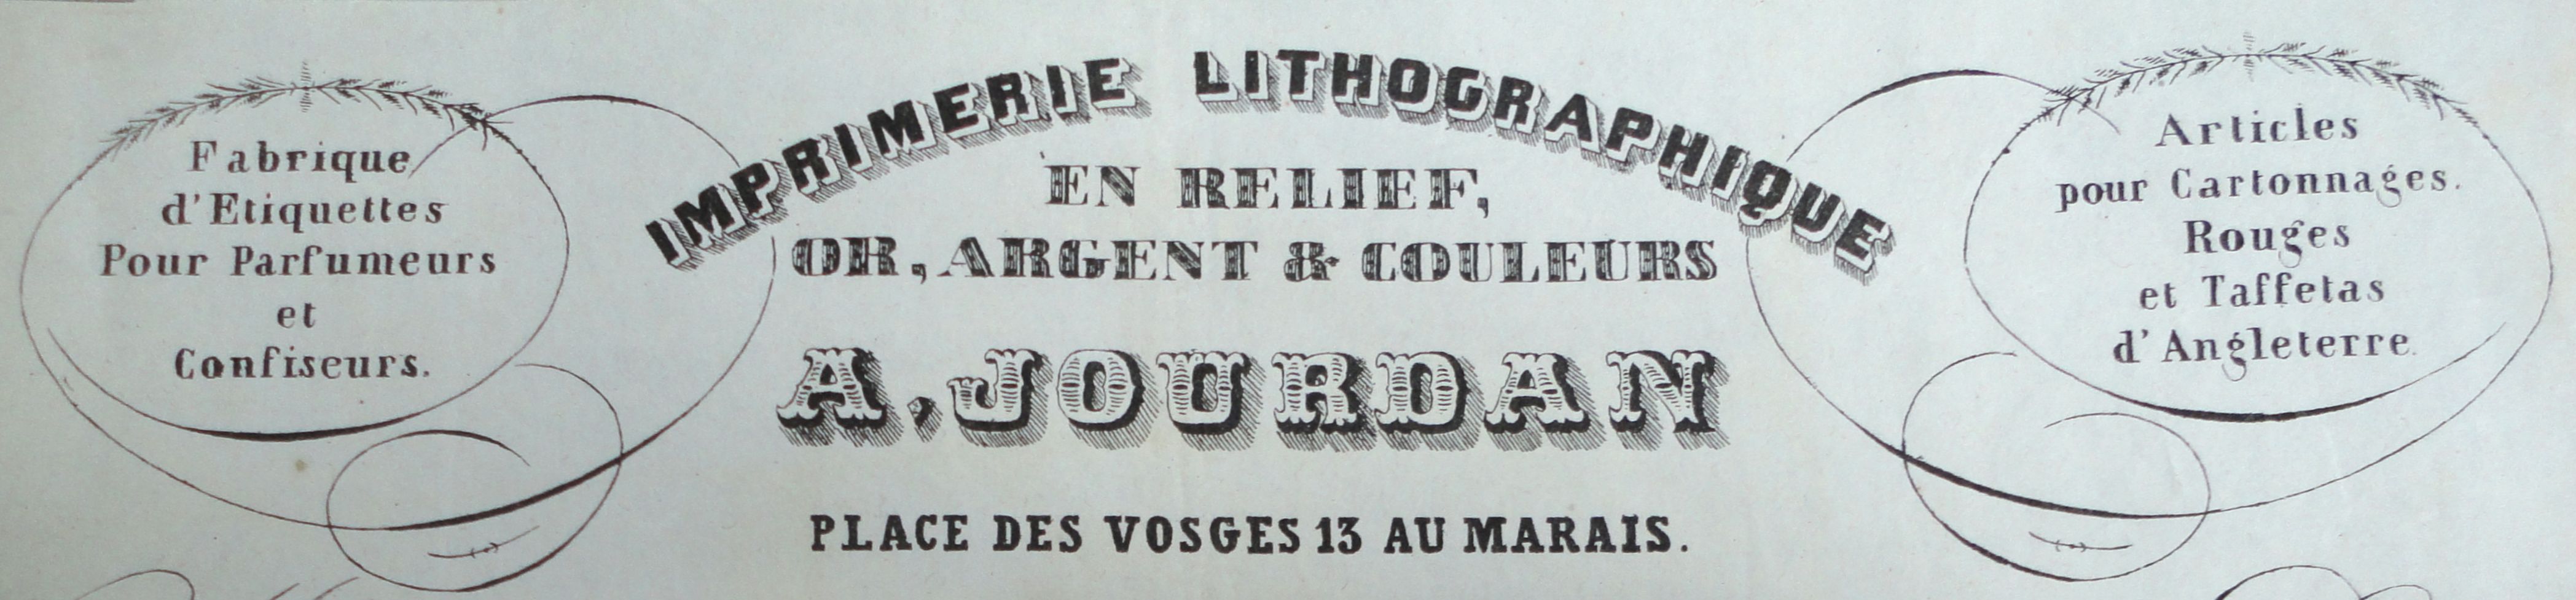 Fabrique
d'Etiquettes
Pour Parfumeurs
et
Confiseurs.
IMPRIMERIE LITHOGRAPHIQUE
EN RELIEF,
OR, ARGENT & COULEURS
A. JOURDAN
PLACE DES VOSGES 13 AU MARAIS.
Articles
pour Cartonnages.
Rouges
et Taffetas
d'Angleterre.